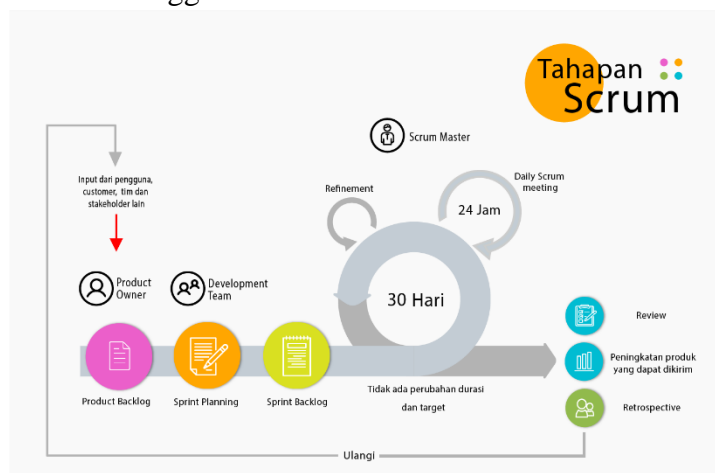 Tahapan
Scrum
Scrum Master
Input dari pengguna,
customer, tim dan
stakeholder lain
Refinement
Daily Scrum
meeting
24 Jam
Product
Owner
Development
Team
30 Hari
Review
Peningkatan produk
yang dapat dikirim
Retrospective
Product Backlog
Sprint Planning
Sprint Backlog
Tidak ada perubahan durasi
dan target
Ulangi